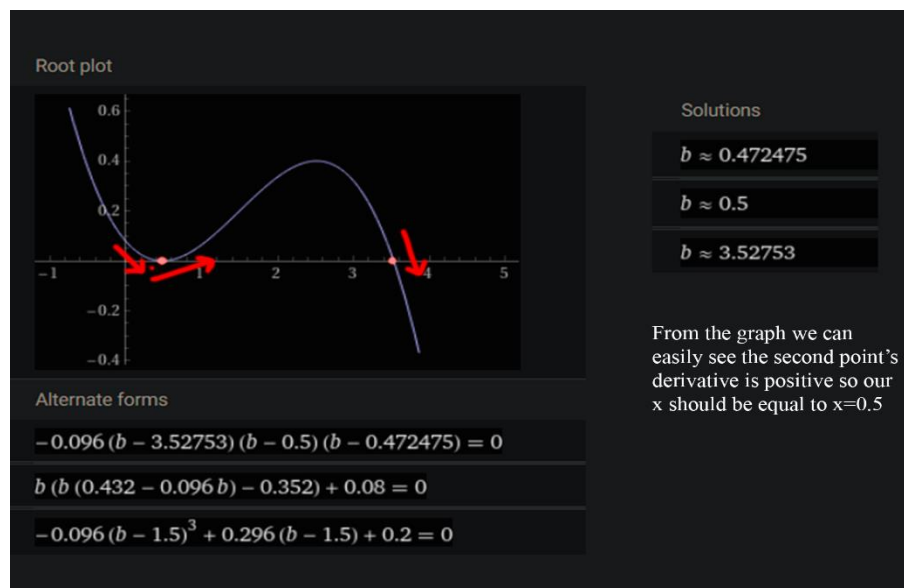 Root plot
0.6
0.4
0.2
-1 1 2 3 4 5
-0.2
-0.4
Alternate forms
-0.096 (b - 3.52753) (b - 0.5) (b - 0.472475) = 0
b (b (0.432 - 0.096 b) - 0.352) + 0.08 = 0
-0.096 (b - 1.5)³ + 0.296 (b - 1.5) + 0.2 = 0
Solutions
b ≈ 0.472475
b ≈ 0.5
b ≈ 3.52753
From the graph we can
easily see the second point's
derivative is positive so our
x should be equal to x=0.5